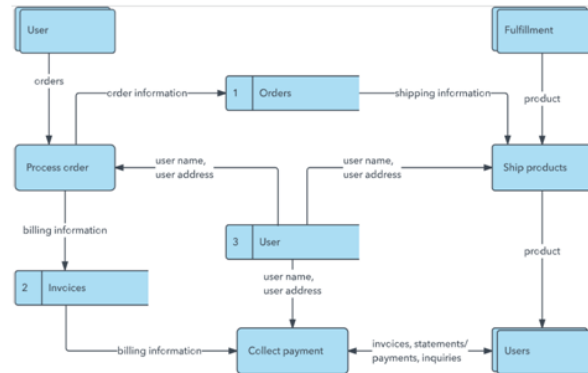 User
Fulfillment
orders
order information
1 Orders
shipping information
product
Process order
user name,
user address
user name,
user address
Ship products
billing information
3 User
product
2 Invoices
user name,
user address
billing information
Collect payment
invoices, statements/
payments, inquiries
Users